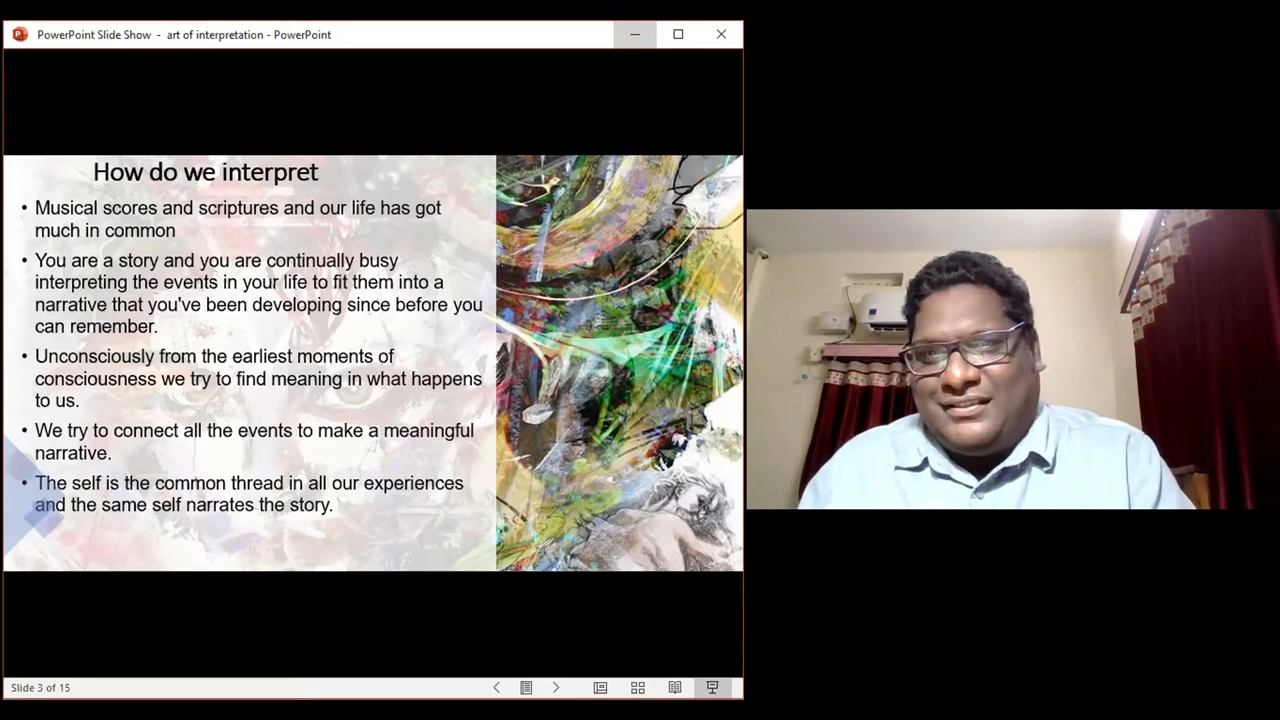 PowerPoint Slide Show - art of interpretation - PowerPoint
How do we interpret
• Musical scores and scriptures and our life has got
much in common
• You are a story and you are continually busy
interpreting the events in your life to fit them into a
narrative that you've been developing since before you
can remember.
• Unconsciously from the earliest moments of
consciousness we try to find meaning in what happens
to us.
• We try to connect all the events to make a meaningful
narrative.
• The self is the common thread in all our experiences
and the same self narrates the story.
Slide 3 of 15